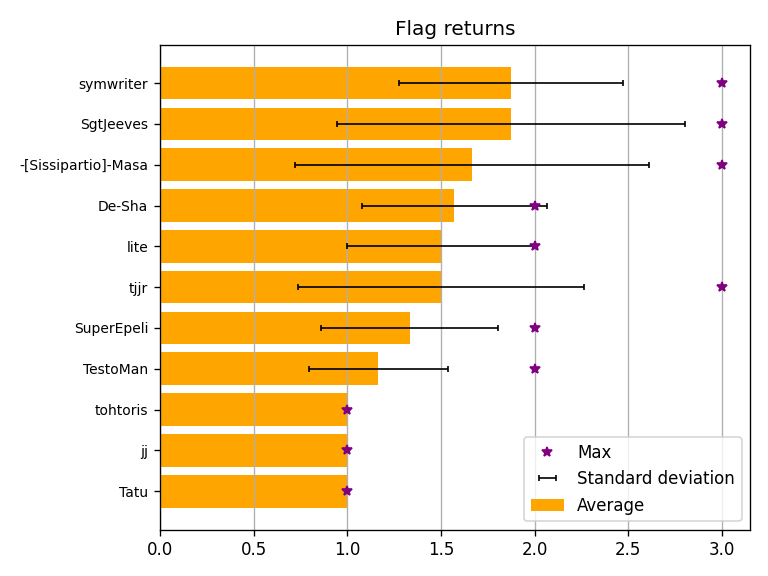 Flag returns
symwriter
SgtJeeves
-[Sissipartio]-Masa
De-Sha
lite
tjjr
SuperEpeli
TestoMan
tohtoris
jj
Tatu
Max
Standard deviation
Average
0.0 0.5 1.0 1.5 2.0 2.5 3.0